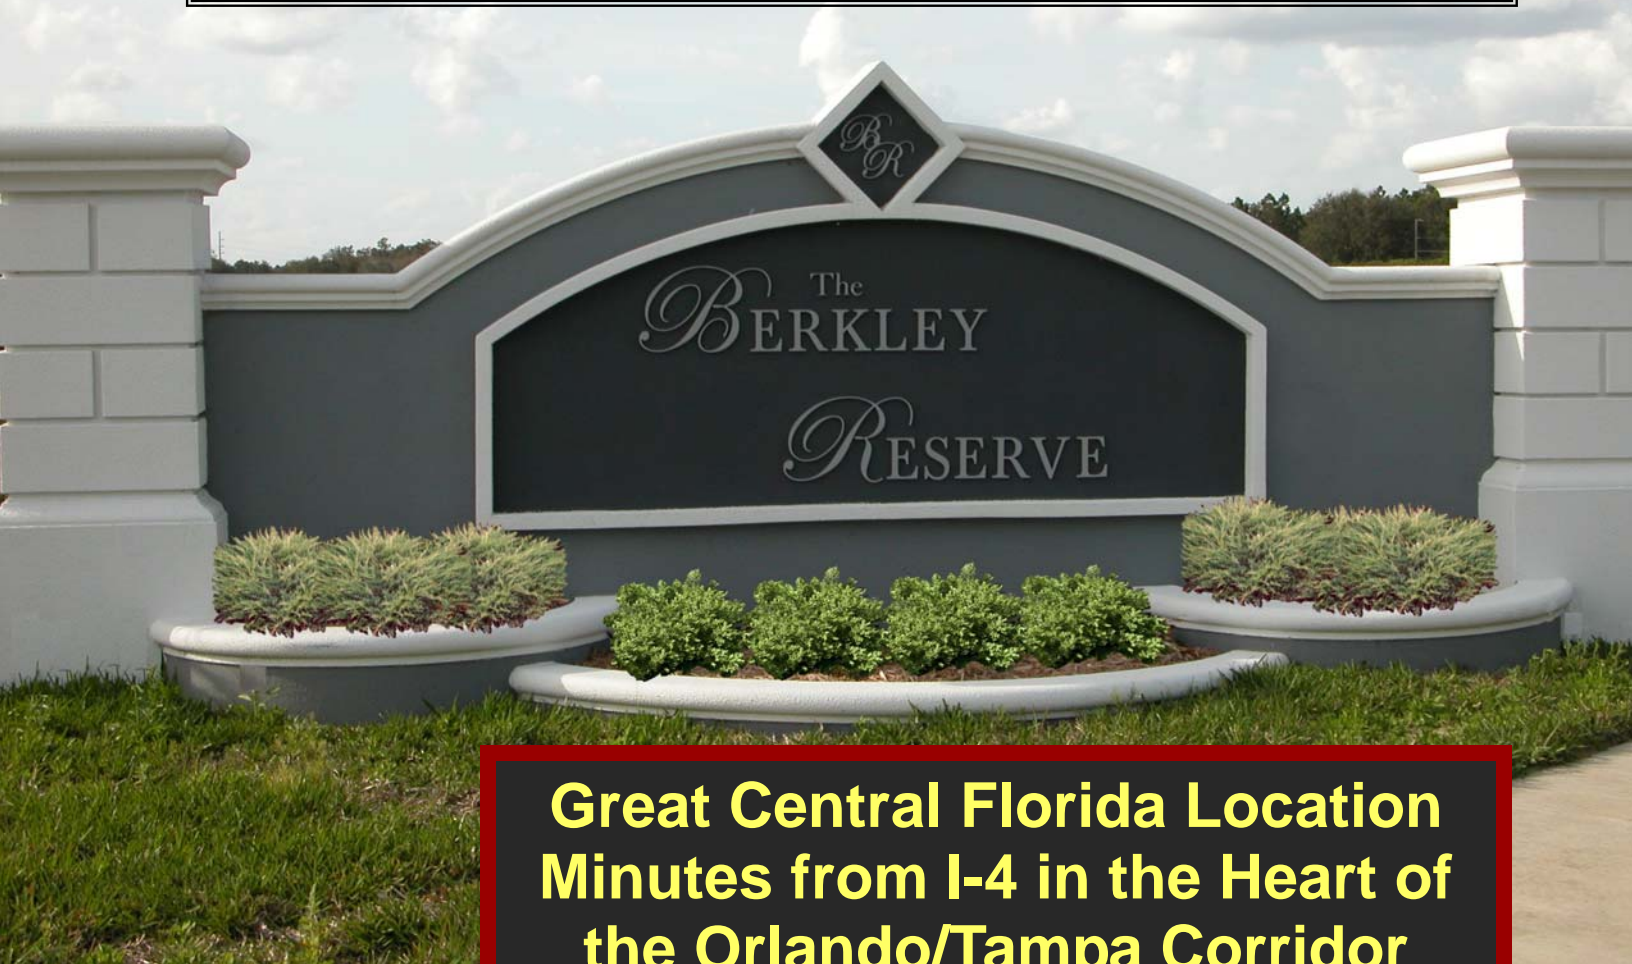 BR
The
BERKLEY
RESERVE
Great Central Florida Location
Minutes from I-4 in the Heart of
the Orlando/Tampa Corridor